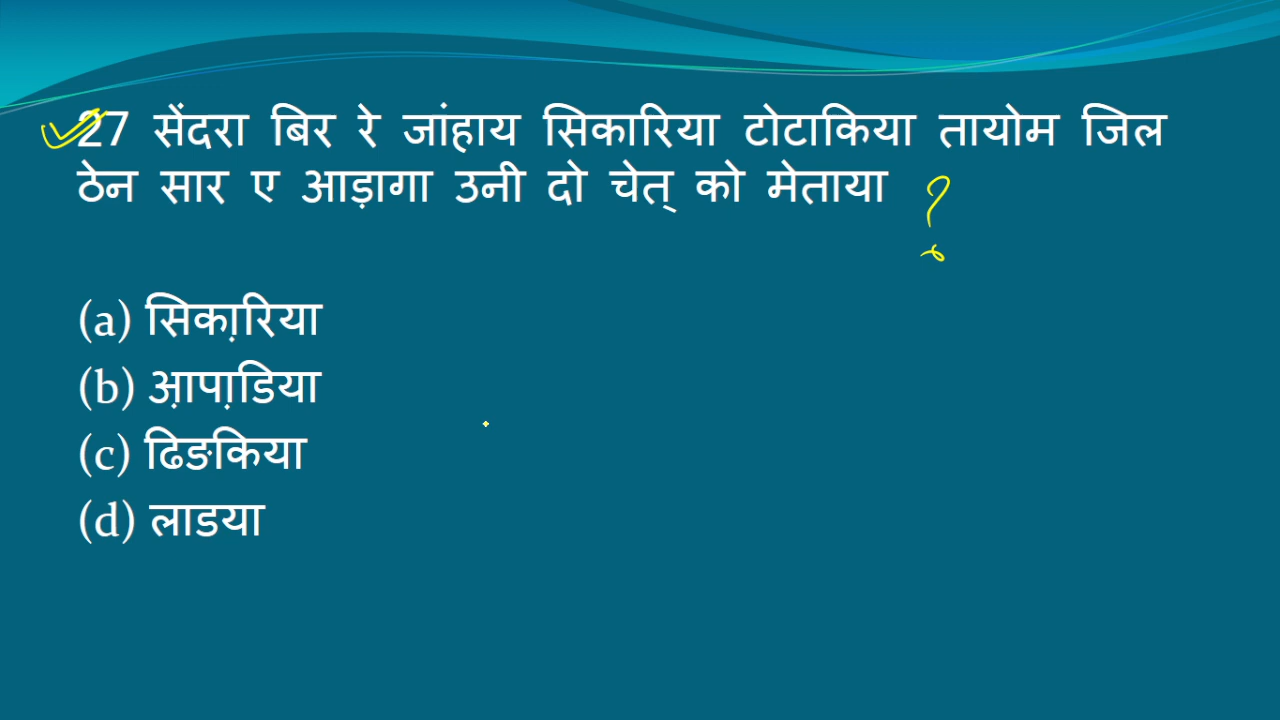 27 सेंदरा बिर रे जांहाय सिकारिया टोटाकिया तायोम जिल
ठेन सार ए आड़ागा उनी दो चेत् को मेताया ?
(a) सिका़रिया
(b) आ़पा़डिया
(c) ढिङकिया
(d) लाडया